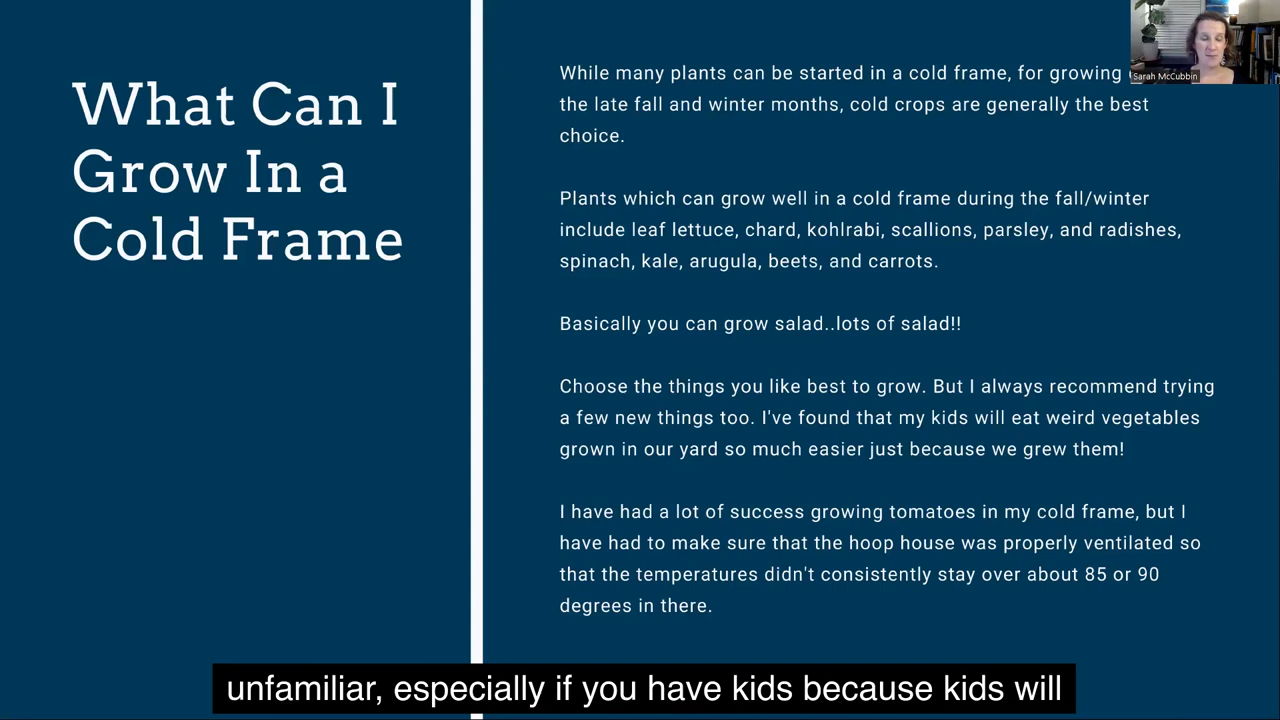 What Can I
Grow In a
Cold Frame
While many plants can be started in a cold frame, for growing
the late fall and winter months, cold crops are generally the best
choice.
Plants which can grow well in a cold frame during the fall/winter
include leaf lettuce, chard, kohlrabi, scallions, parsley, and radishes,
spinach, kale, arugula, beets, and carrots.
Basically you can grow salad..lots of salad!!
Choose the things you like best to grow. But I always recommend trying
a few new things too. I've found that my kids will eat weird vegetables
grown in our yard so much easier just because we grew them!
I have had a lot of success growing tomatoes in my cold frame, but I
have had to make sure that the hoop house was properly ventilated so
that the temperatures didn't consistently stay over about 85 or 90
degrees in there.
Sarah McCubbin
unfamiliar, especially if you have kids because kids will